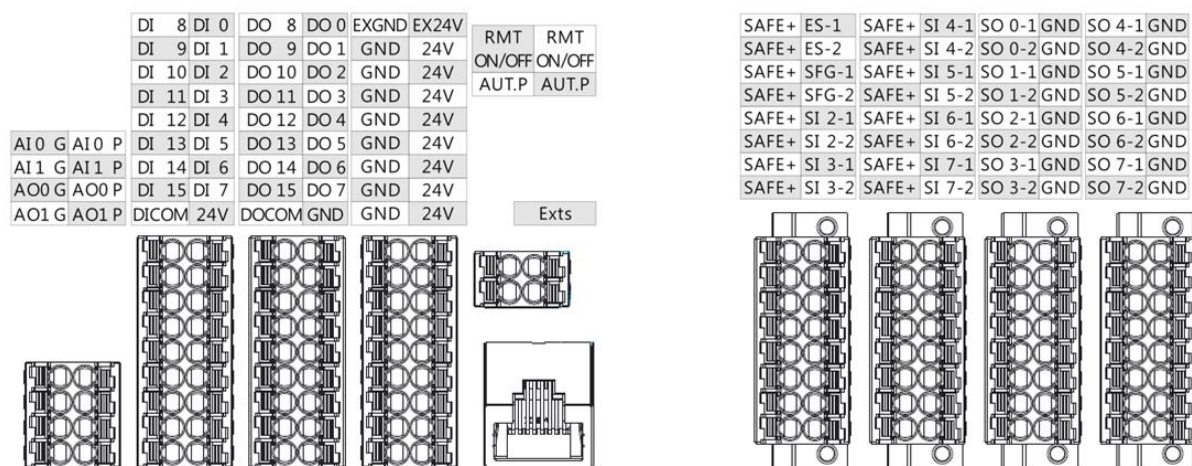 DI 8 DI 0 DO 8 DO 0 EXGND EX24V
DI 9 DI 1 DO 9 DO 1 GND 24V
DI 10 DI 2 DO 10 DO 2 GND 24V
DI 11 DI 3 DO 11 DO 3 GND 24V
DI 12 DI 4 DO 12 DO 4 GND 24V
AI0 G AI0 P DI 13 DI 5 DO 13 DO 5 GND 24V
AI1 G AI1 P DI 14 DI 6 DO 14 DO 6 GND 24V
AO0 G AO0 P DI 15 DI 7 DO 15 DO 7 GND 24V
AO1 G AO1 P DICOM 24V DOCOM GND GND 24V
RMT RMT
ON/OFF ON/OFF
AUT.P AUT.P
Exts
SAFE+ ES-1 SAFE+ SI 4-1 SO 0-1 GND SO 4-1 GND
SAFE+ ES-2 SAFE+ SI 4-2 SO 0-2 GND SO 4-2 GND
SAFE+ SFG-1 SAFE+ SI 5-1 SO 1-1 GND SO 5-1 GND
SAFE+ SFG-2 SAFE+ SI 5-2 SO 1-2 GND SO 5-2 GND
SAFE+ SI 2-1 SAFE+ SI 6-1 SO 2-1 GND SO 6-1 GND
SAFE+ SI 2-2 SAFE+ SI 6-2 SO 2-2 GND SO 6-2 GND
SAFE+ SI 3-1 SAFE+ SI 7-1 SO 3-1 GND SO 7-1 GND
SAFE+ SI 3-2 SAFE+ SI 7-2 SO 3-2 GND SO 7-2 GND